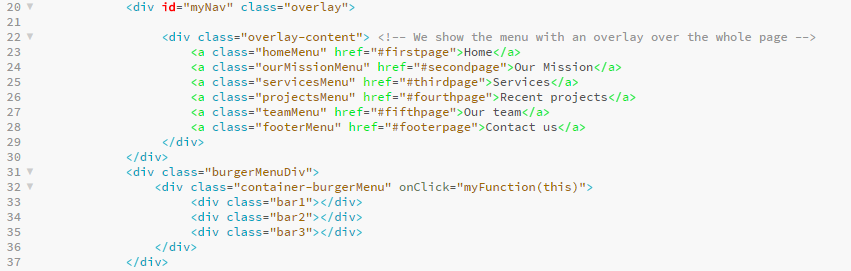 20 <div id="myNav" class="overlay">
21
22 <div class="overlay-content"> <!-- We show the menu with an overlay over the whole page -->
23 <a class="homeMenu" href="#firstpage">Home</a>
24 <a class="ourMissionMenu" href="#secondpage">Our Mission</a>
25 <a class="servicesMenu" href="#thirdpage">Services</a>
26 <a class="projectsMenu" href="#fourthpage">Recent projects</a>
27 <a class="teamMenu" href="#fifthpage">Our team</a>
28 <a class="footerMenu" href="#footerpage">Contact us</a>
29 </div>
30 </div>
31 <div class="burgerMenuDiv">
32 <div class="container-burgerMenu" onClick="myFunction(this)">
33 <div class="bar1"></div>
34 <div class="bar2"></div>
35 <div class="bar3"></div>
36 </div>
37 </div>